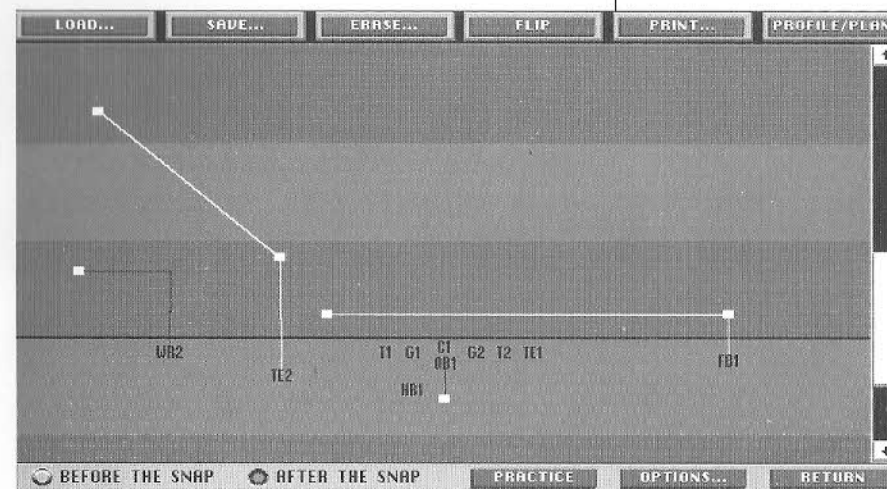 LOAD... SAVE... ERASE... FLIP PRINT... PROFILE/PLAN
WR2 T1 G1 C1 G2 T2 TE1 FB1
TE2 QB1
HB1
BEFORE THE SNAP AFTER THE SNAP PRACTICE OPTIONS... RETURN